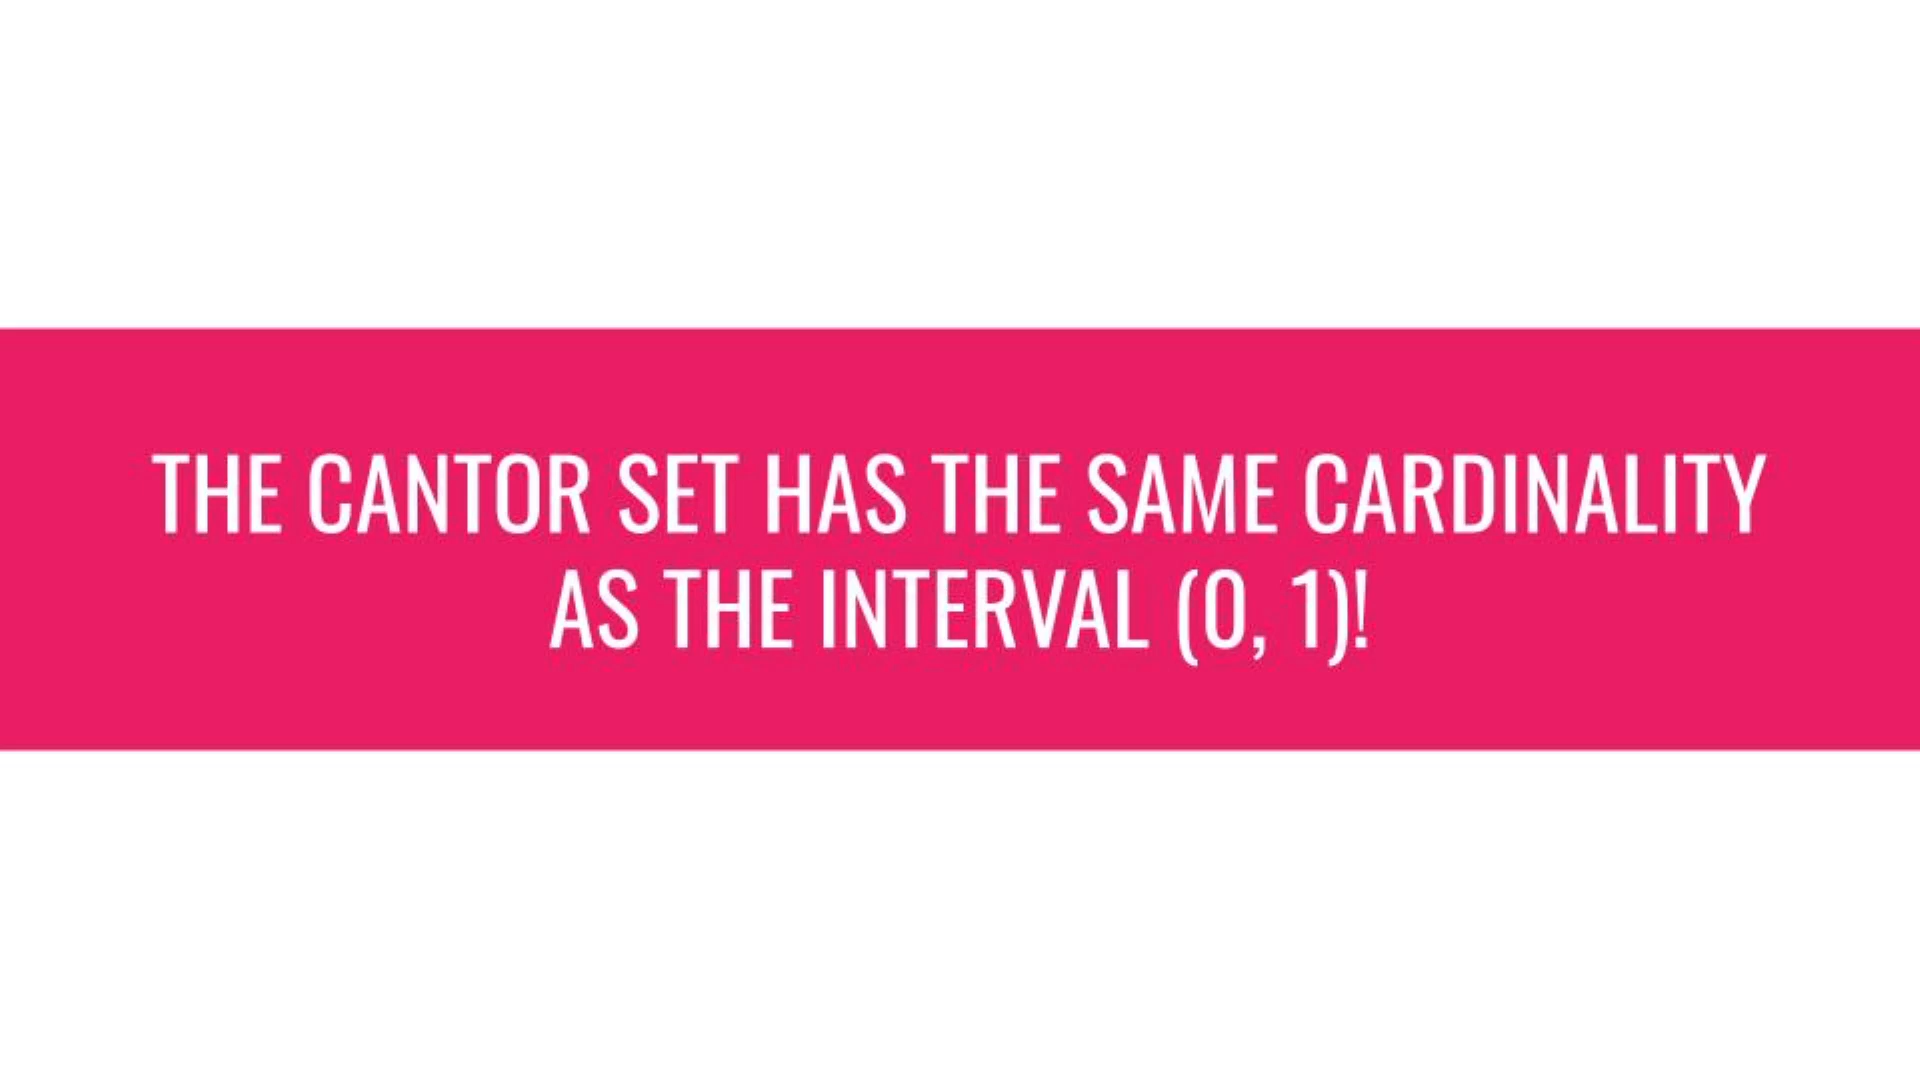 THE CANTOR SET HAS THE SAME CARDINALITY
AS THE INTERVAL (0, 1)!